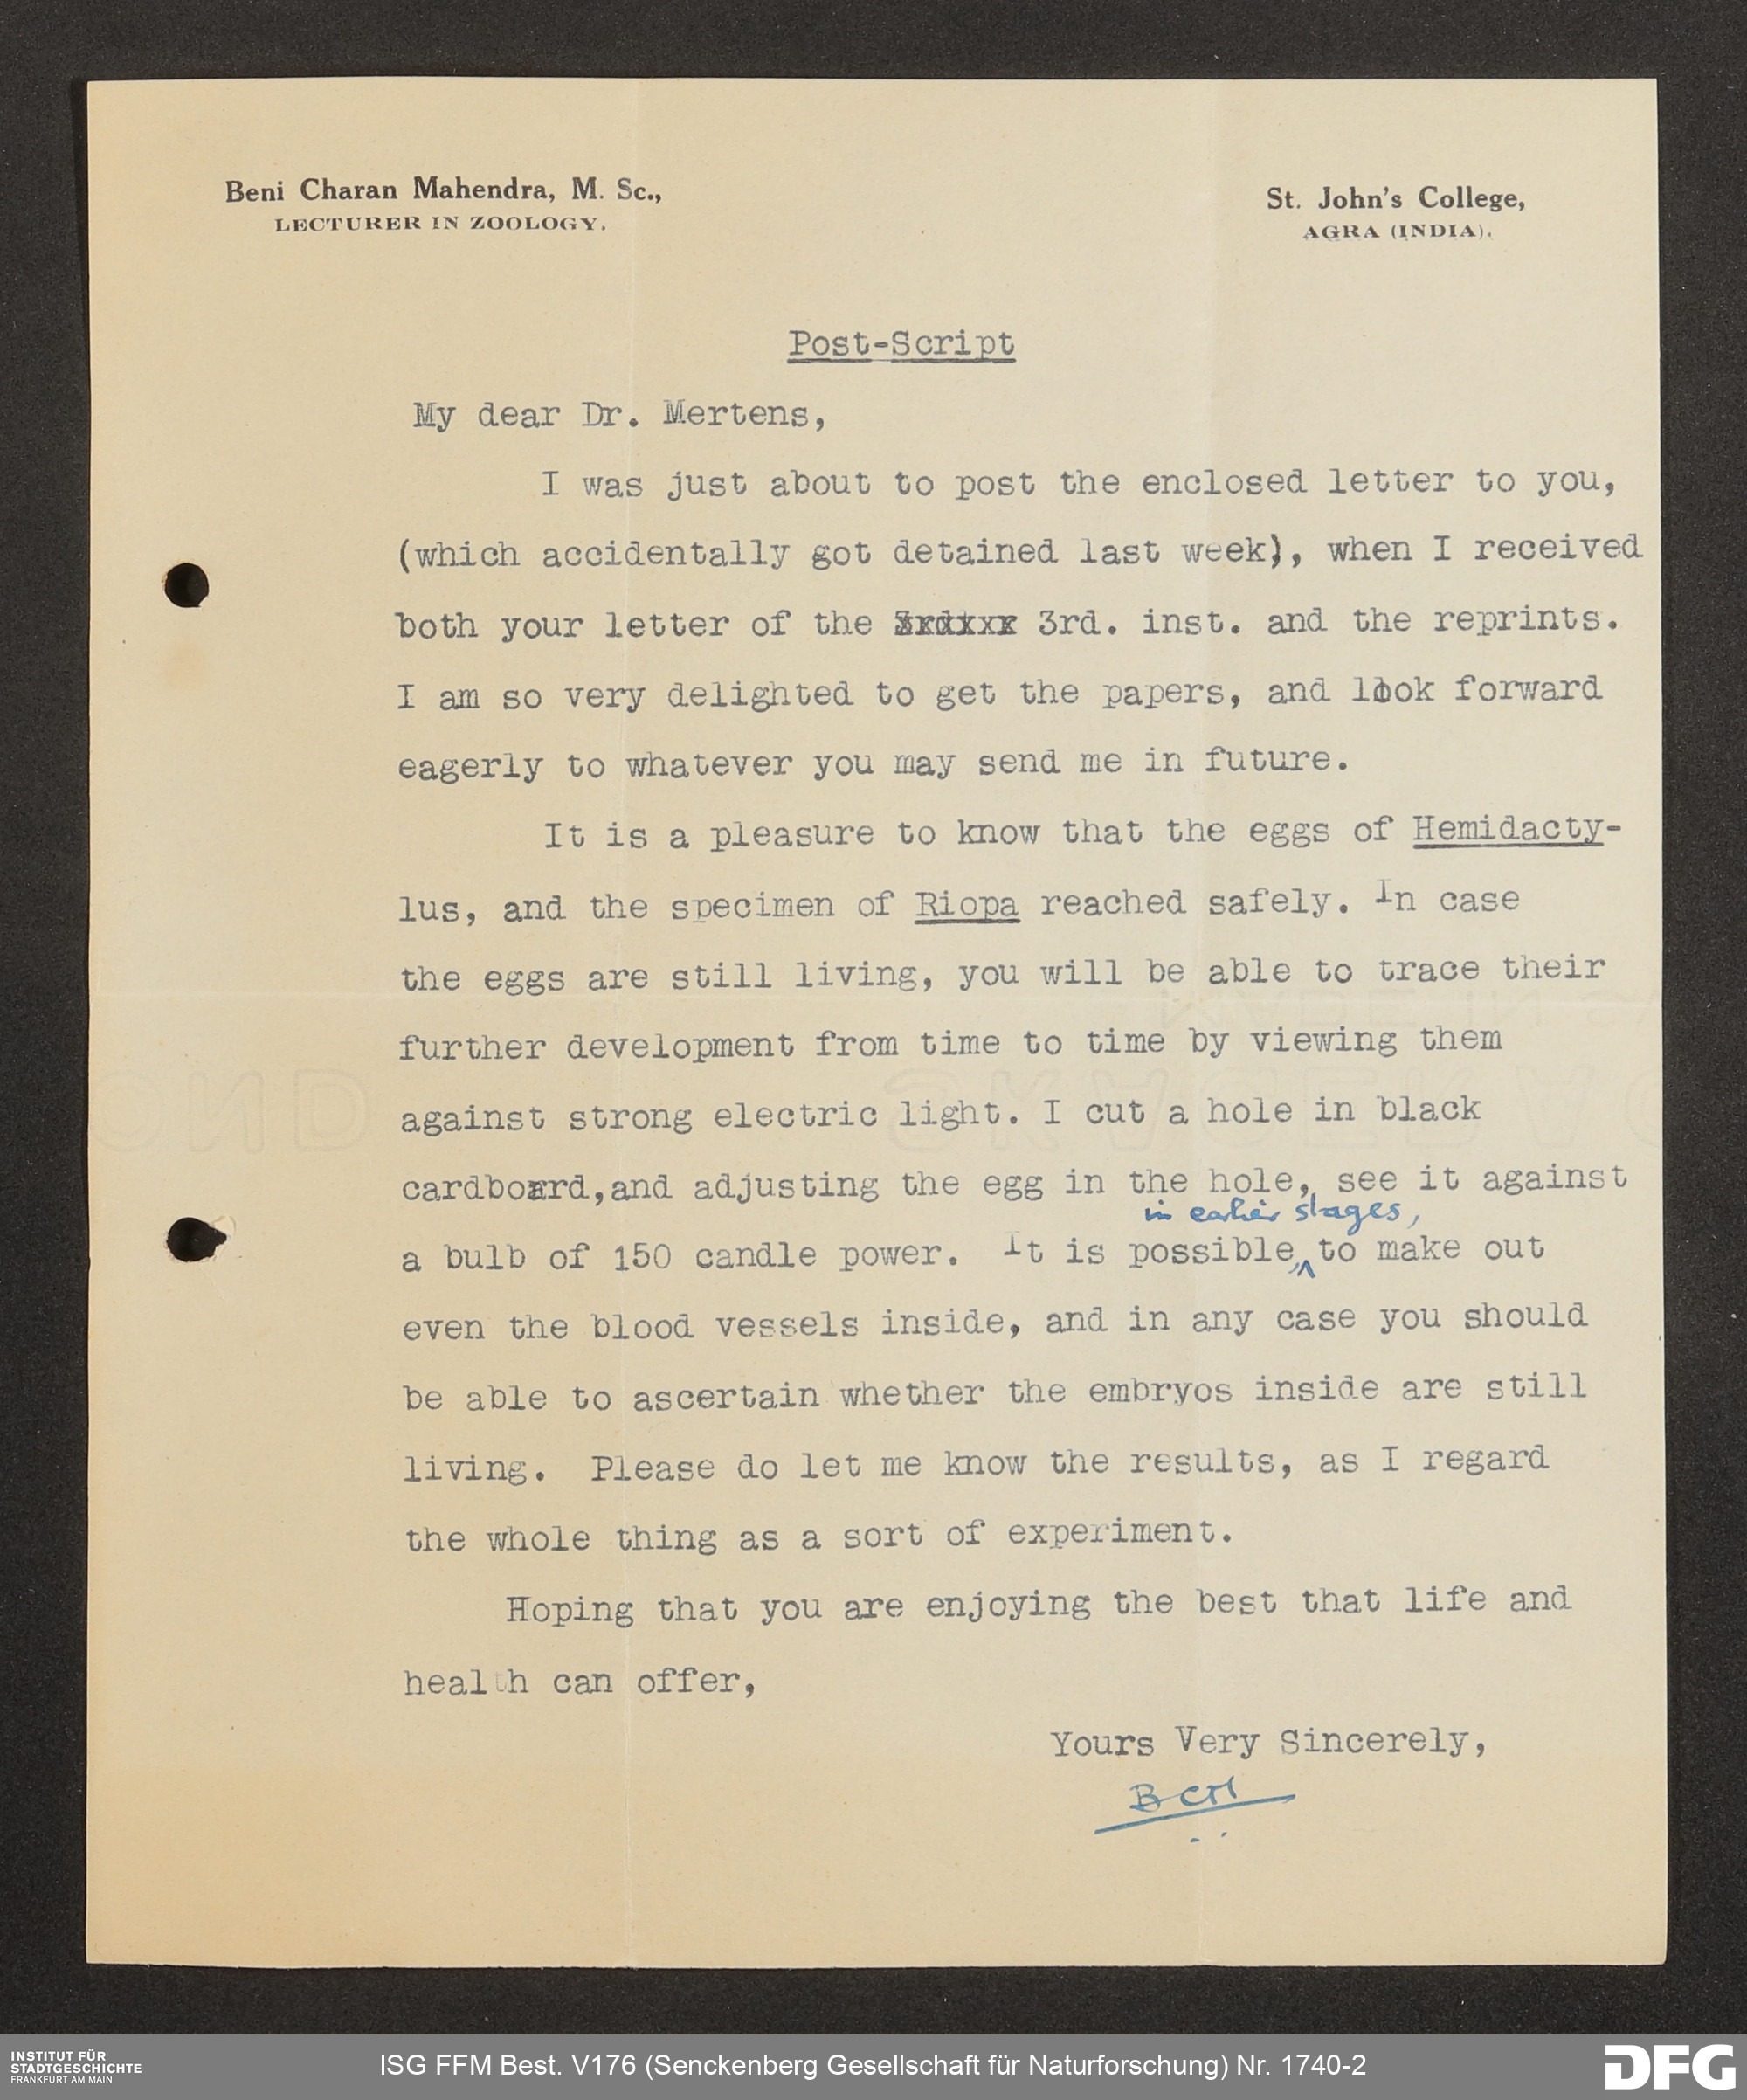 Beni Charan Mahendra, M. Sc.,
LECTURER IN ZOOLOGY.
St. John's College,
AGRA (INDIA).
Post-Script
My dear Dr. Mertens,
I was just about to post the enclosed letter to you,
(which accidentally got detained last week), when I received
both your letter of the 3rd. inst. and the reprints.
I am so very delighted to get the papers, and look forward
eagerly to whatever you may send me in future.
It is a pleasure to know that the eggs of Hemidacty-
lus, and the specimen of Riopa reached safely. In case
the eggs are still living, you will be able to trace their
further development from time to time by viewing them
against strong electric light. I cut a hole in black
cardboard,and adjusting the egg in the hole, see it against
in earlier stages,
a bulb of 150 candle power. It is possible, to make out
even the blood vessels inside, and in any case you should
be able to ascertain whether the embryos inside are still
living. Please do let me know the results, as I regard
the whole thing as a sort of experiment.
Hoping that you are enjoying the best that life and
health can offer,
Yours Very Sincerely,
BCM
INSTITUT FÜR
STADTGESCHICHTE
FRANKFURT AM MAIN
ISG FFM Best. V176 (Senckenberg Gesellschaft für Naturforschung) Nr. 1740-2
DFG